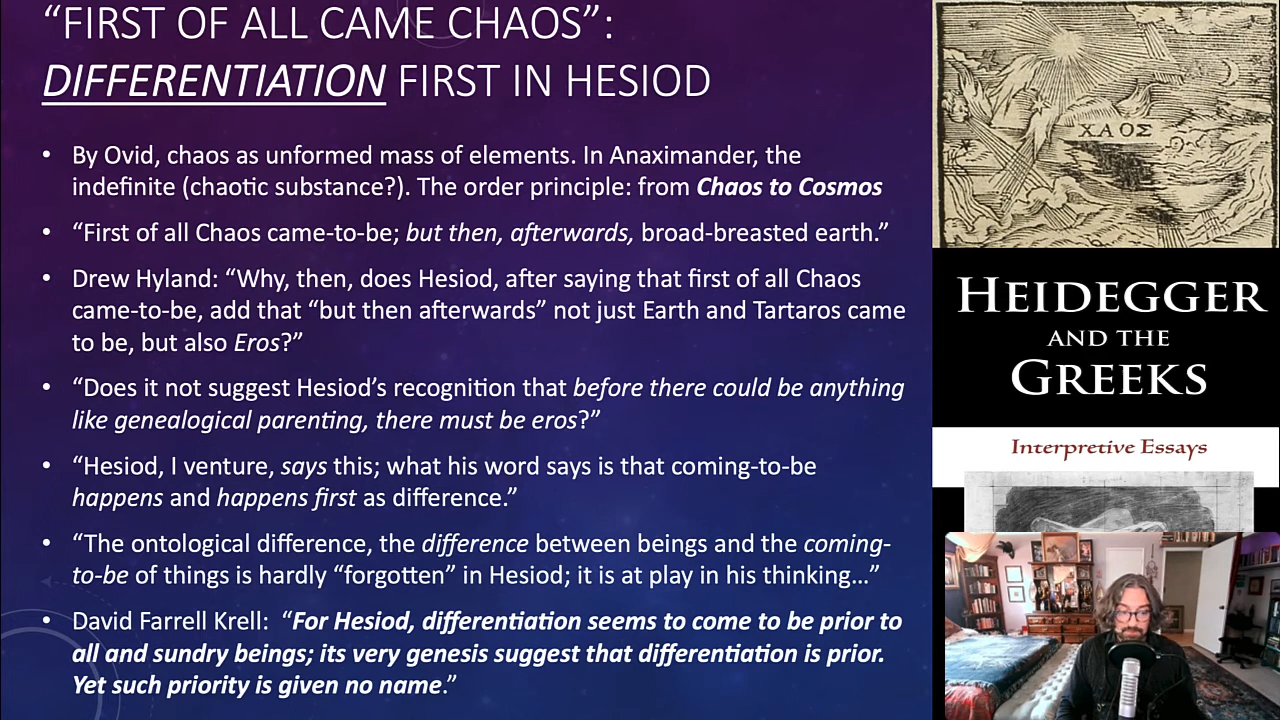 “FIRST OF ALL CAME CHAOS”:
DIFFERENTIATION FIRST IN HESIOD
• By Ovid, chaos as unformed mass of elements. In Anaximander, the
indefinite (chaotic substance?). The order principle: from Chaos to Cosmos
• “First of all Chaos came-to-be; but then, afterwards, broad-breasted earth.”
• Drew Hyland: “Why, then, does Hesiod, after saying that first of all Chaos
came-to-be, add that “but then afterwards” not just Earth and Tartaros came
to be, but also Eros?”
• “Does it not suggest Hesiod’s recognition that before there could be anything
like genealogical parenting, there must be eros?”
• “Hesiod, I venture, says this; what his word says is that coming-to-be
happens and happens first as difference.”
• “The ontological difference, the difference between beings and the coming-
to-be of things is hardly “forgotten” in Hesiod; it is at play in his thinking…”
• David Farrell Krell:  “For Hesiod, differentiation seems to come to be prior to
all and sundry beings; its very genesis suggest that differentiation is prior.
Yet such priority is given no name.”
ΧΑΟΣ
HEIDEGGER
AND THE
GREEKS
Interpretive Essays